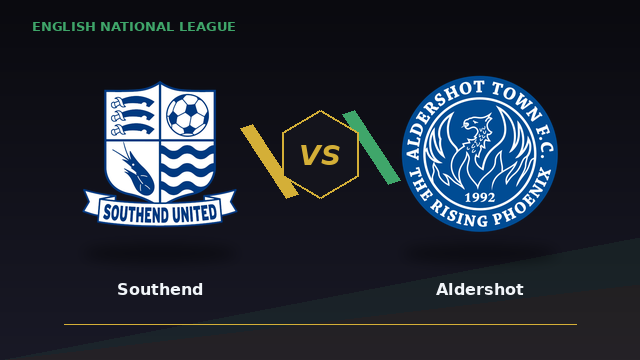 ENGLISH NATIONAL LEAGUE
SOUTHEND UNITED
VS
ALDERSHOT TOWN F.C.
1992
THE RISING PHOENIX
Southend
Aldershot